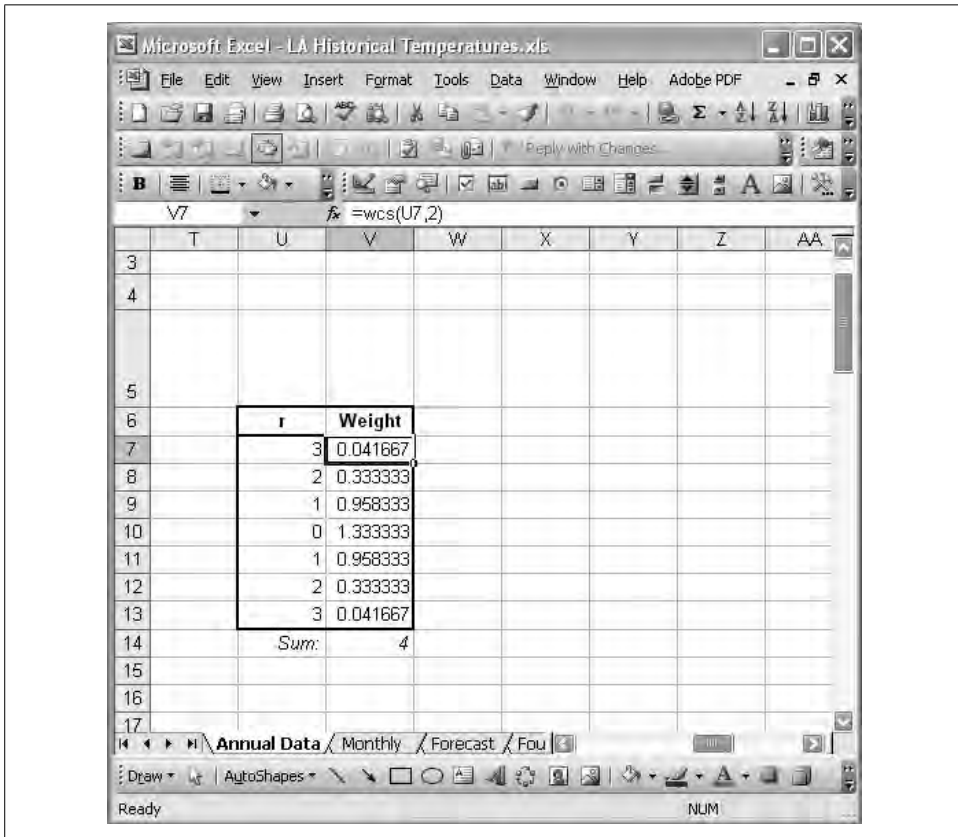 Microsoft Excel - LA Historical Temperatures.xls
File Edit View Insert Format Tools Data Window Help Adobe PDF
Reply with Changes...
V7 fx =wcs(U7,2)
T U V W X Y Z AA
3
4
5
6 r Weight
7 3 0.041667
8 2 0.333333
9 1 0.958333
10 0 1.333333
11 1 0.958333
12 2 0.333333
13 3 0.041667
14 Sum: 4
15
16
17
Annual Data Monthly Forecast Fou
Draw AutoShapes
Ready NUM